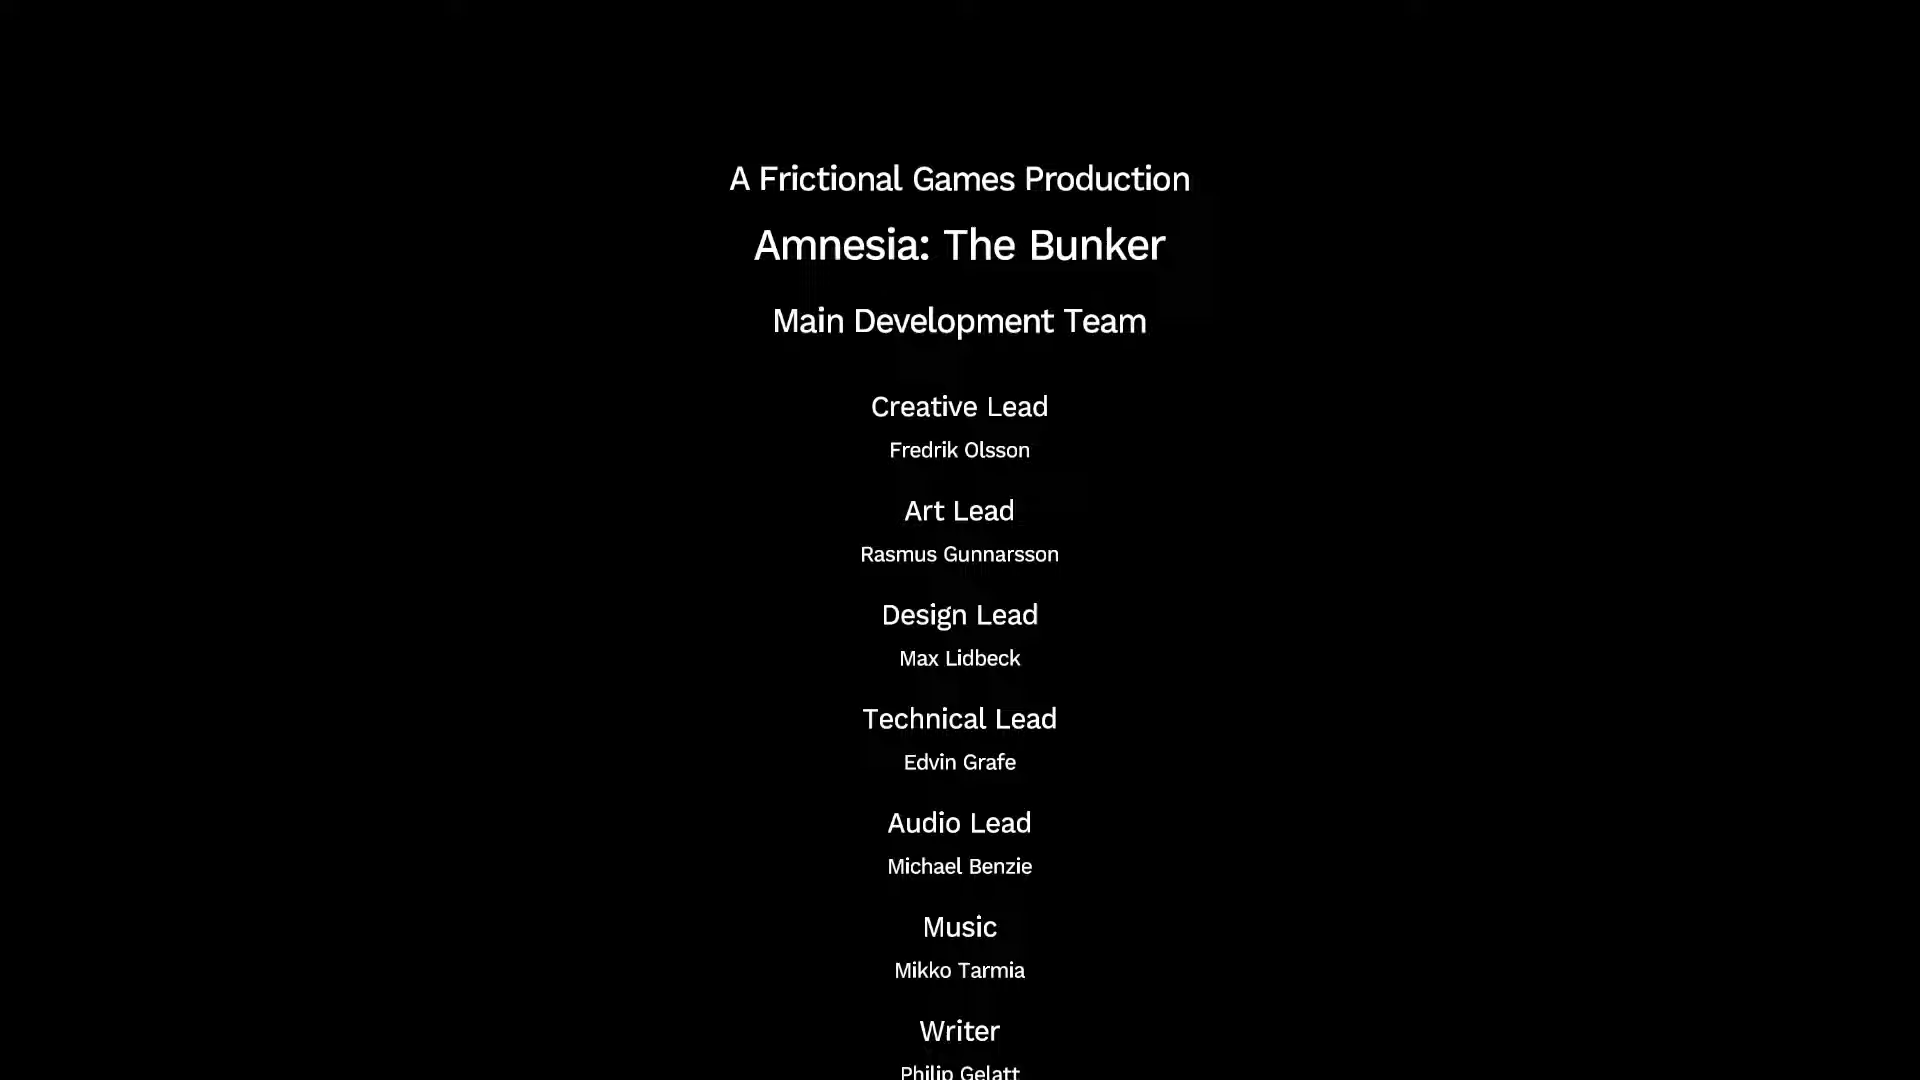 A Frictional Games Production
Amnesia: The Bunker
Main Development Team
Creative Lead
Fredrik Olsson
Art Lead
Rasmus Gunnarsson
Design Lead
Max Lidbeck
Technical Lead
Edvin Grafe
Audio Lead
Michael Benzie
Music
Mikko Tarmia
Writer
Philip Gelatt